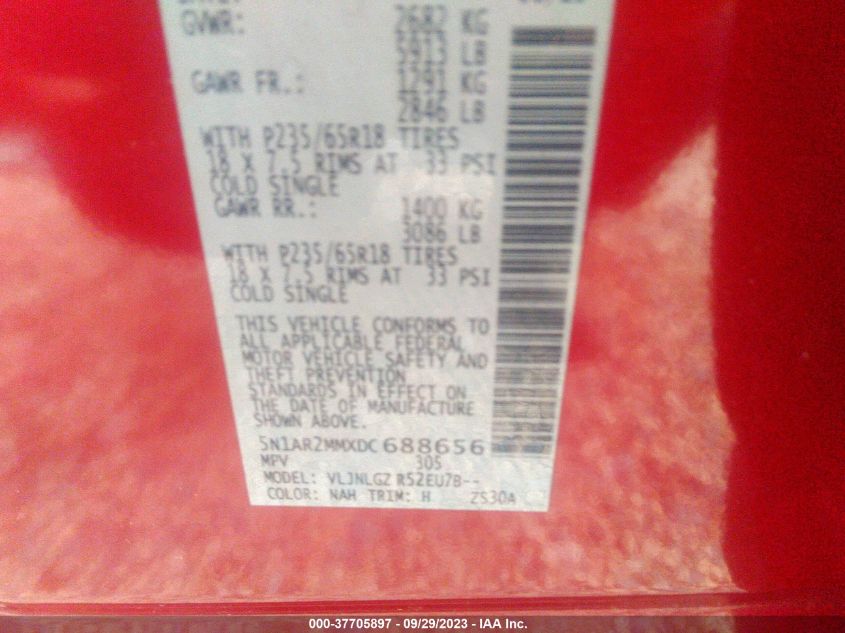 GVWR: 2682 KG
5913 LB
GAWR FR.: 1291 KG
2846 LB
WITH P235/65R18 TIRES
18 X 7.5 RIMS AT 33 PSI
COLD SINGLE
GAWR RR.: 1400 KG
3086 LB
WITH P235/65R18 TIRES
18 X 7.5 RIMS AT 33 PSI
COLD SINGLE
THIS VEHICLE CONFORMS TO
ALL APPLICABLE FEDERAL
MOTOR VEHICLE SAFETY AND
THEFT PREVENTION
STANDARDS IN EFFECT ON
THE DATE OF MANUFACTURE
SHOWN ABOVE.
5N1AR2MMXDC688656
MPV 305
MODEL: VLJNLGZ R52EU7B--
COLOR: NAH TRIM: H ZS30A
000-37705897 - 09/29/2023 - IAA Inc.